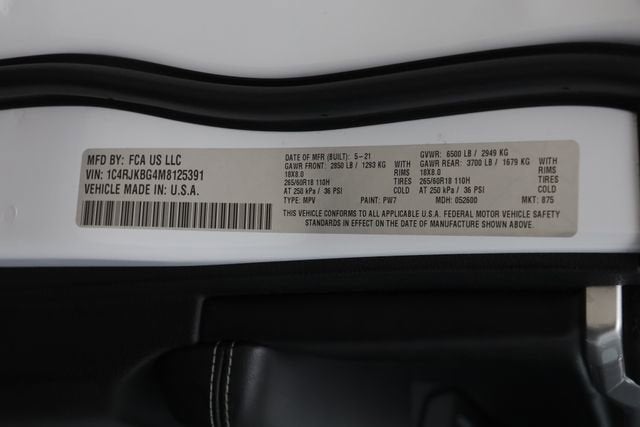 MFD BY: FCA US LLC
VIN: 1C4RJKBG4M8125391
VEHICLE MADE IN U.S.A.
DATE OF MFR (BUILT): 5-21 GVWR: 6500 LB / 2949 KG
GAWR FRONT: 2850 LB / 1293 KG GAWR REAR: 3700 LB / 1679 KG
18X8.0 RIMS 18X8.0 RIMS
265/60R18 110H TIRES 265/60R18 110H TIRES
AT 250 kPa / 36 PSI COLD AT 250 kPa / 36 PSI COLD
TYPE: MPV PAINT: PW7 MDH: 052600 MKT: 875
THIS VEHICLE CONFORMS TO ALL APPLICABLE U.S.A. FEDERAL MOTOR VEHICLE SAFETY
STANDARDS IN EFFECT ON THE DATE OF MANUFACTURE SHOWN ABOVE.